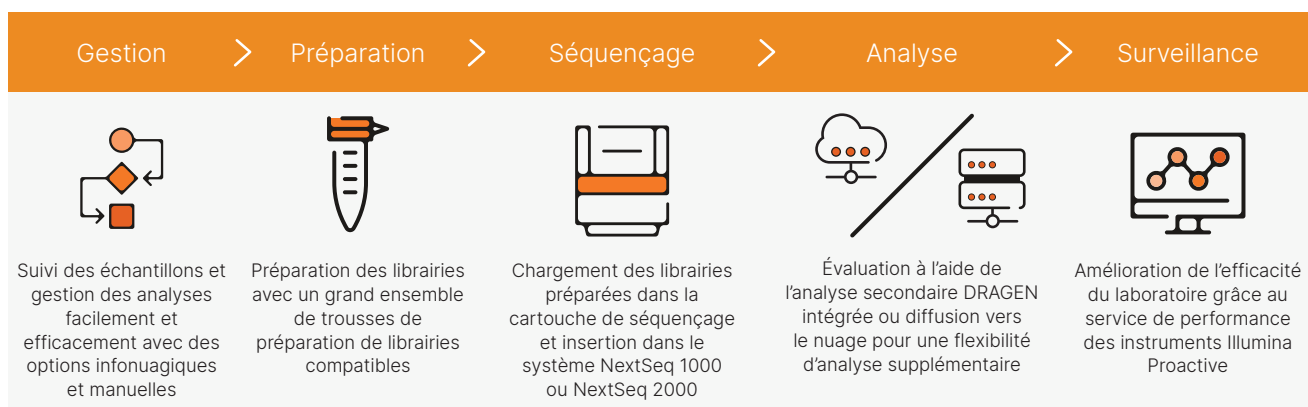 Gestion
Préparation
Séquençage
Analyse
Surveillance
Suivi des échantillons et
gestion des analyses
facilement et
efficacement avec des
options infonuagiques
et manuelles
Préparation des librairies
avec un grand ensemble
de trousses de
préparation de librairies
compatibles
Chargement des librairies
préparées dans la
cartouche de séquençage
et insertion dans le
système NextSeq 1000
ou NextSeq 2000
Évaluation à l’aide de
l’analyse secondaire DRAGEN
intégrée ou diffusion vers
le nuage pour une flexibilité
d’analyse supplémentaire
Amélioration de l’efficacité
du laboratoire grâce au
service de performance
des instruments Illumina
Proactive